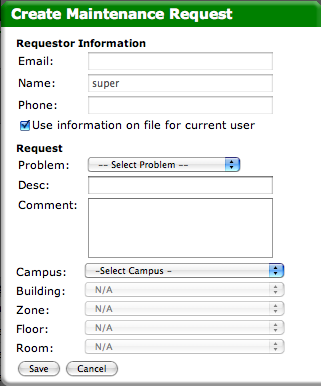 Create Maintenance Request
Requestor Information
Email:
Name: super
Phone:
Use information on file for current user
Request
Problem: -- Select Problem --
Desc:
Comment:
Campus: -Select Campus -
Building: N/A
Zone: N/A
Floor: N/A
Room: N/A
Save Cancel